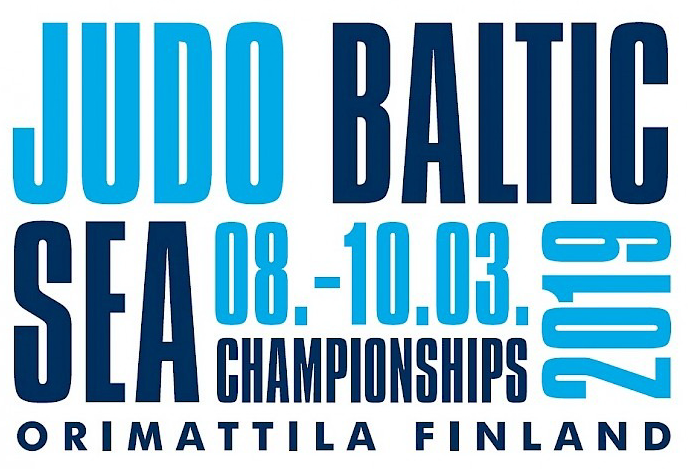 JUDO BALTIC
SEA
08.-10.03.
CHAMPIONSHIPS
2019
ORIMATTILA FINLAND